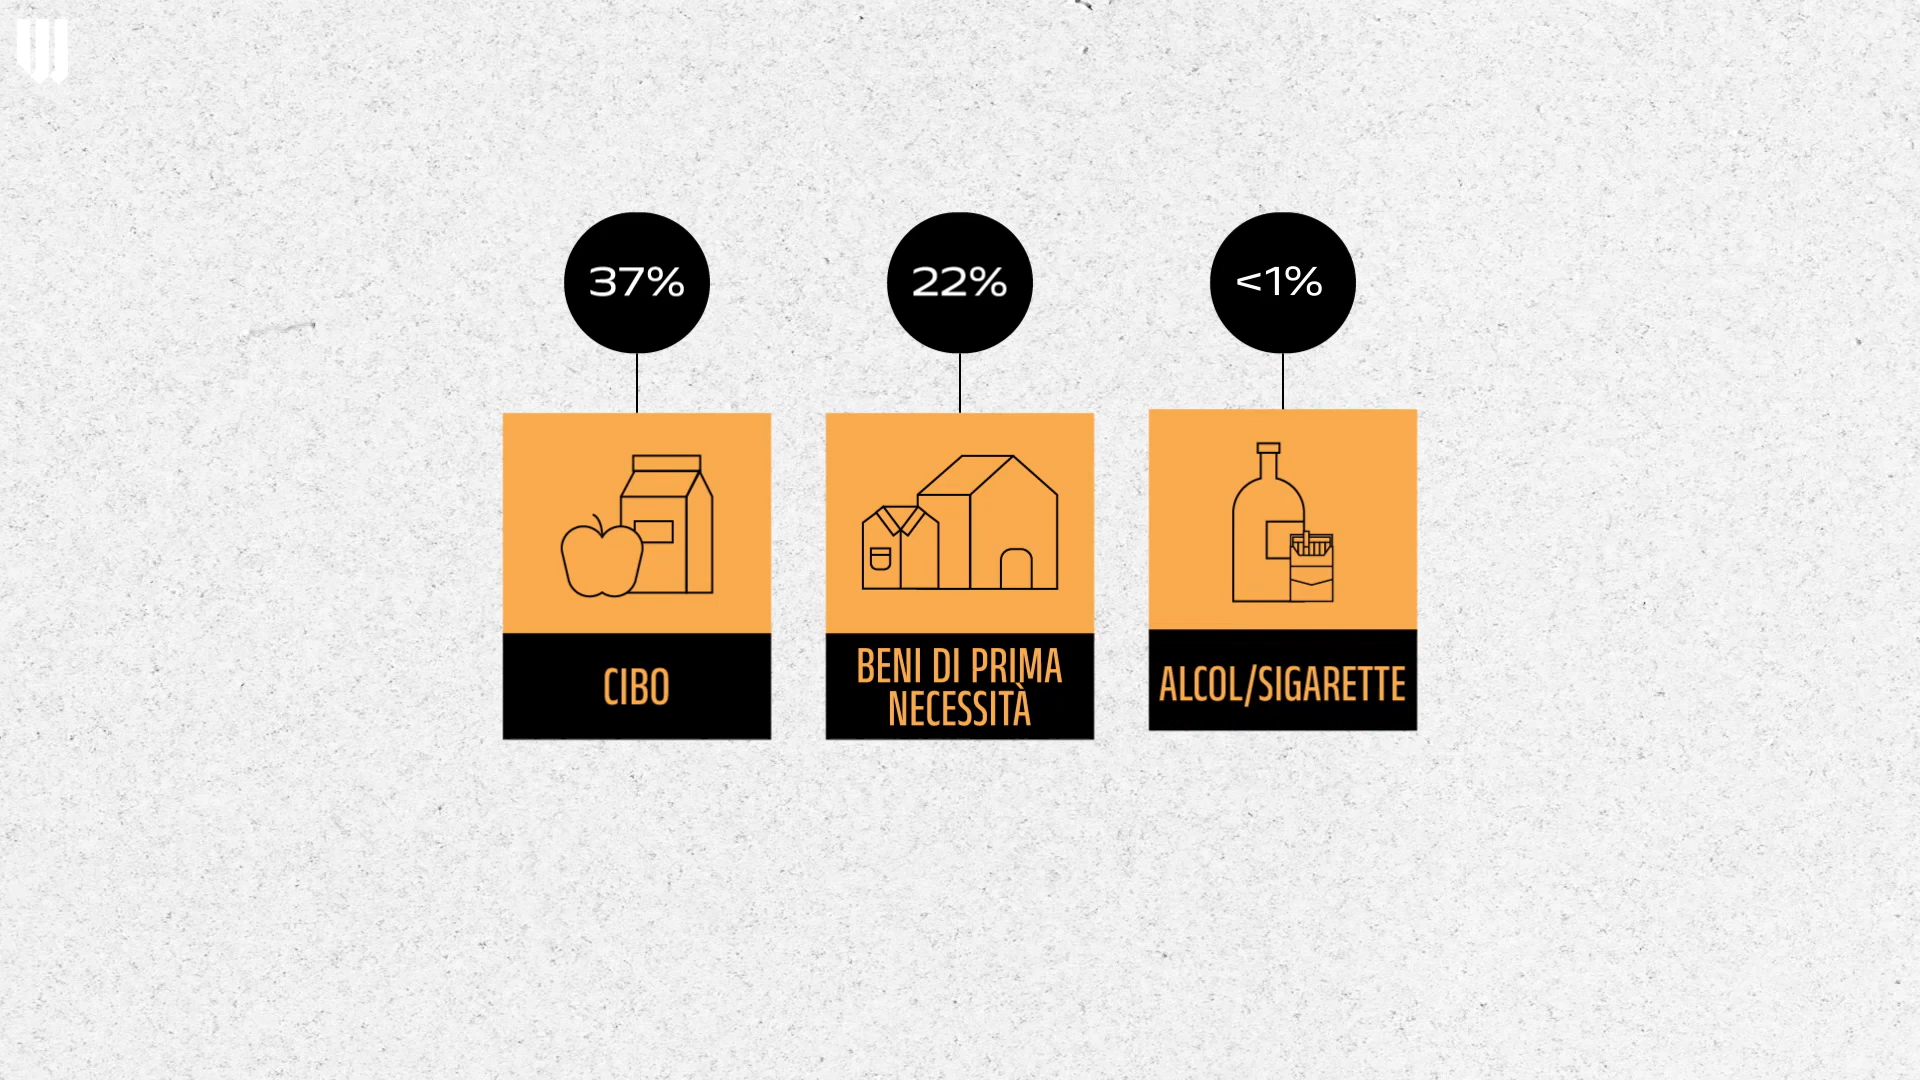 37%
22%
<1%
CIBO
BENI DI PRIMA
NECESSITÀ
ALCOL/SIGARETTE